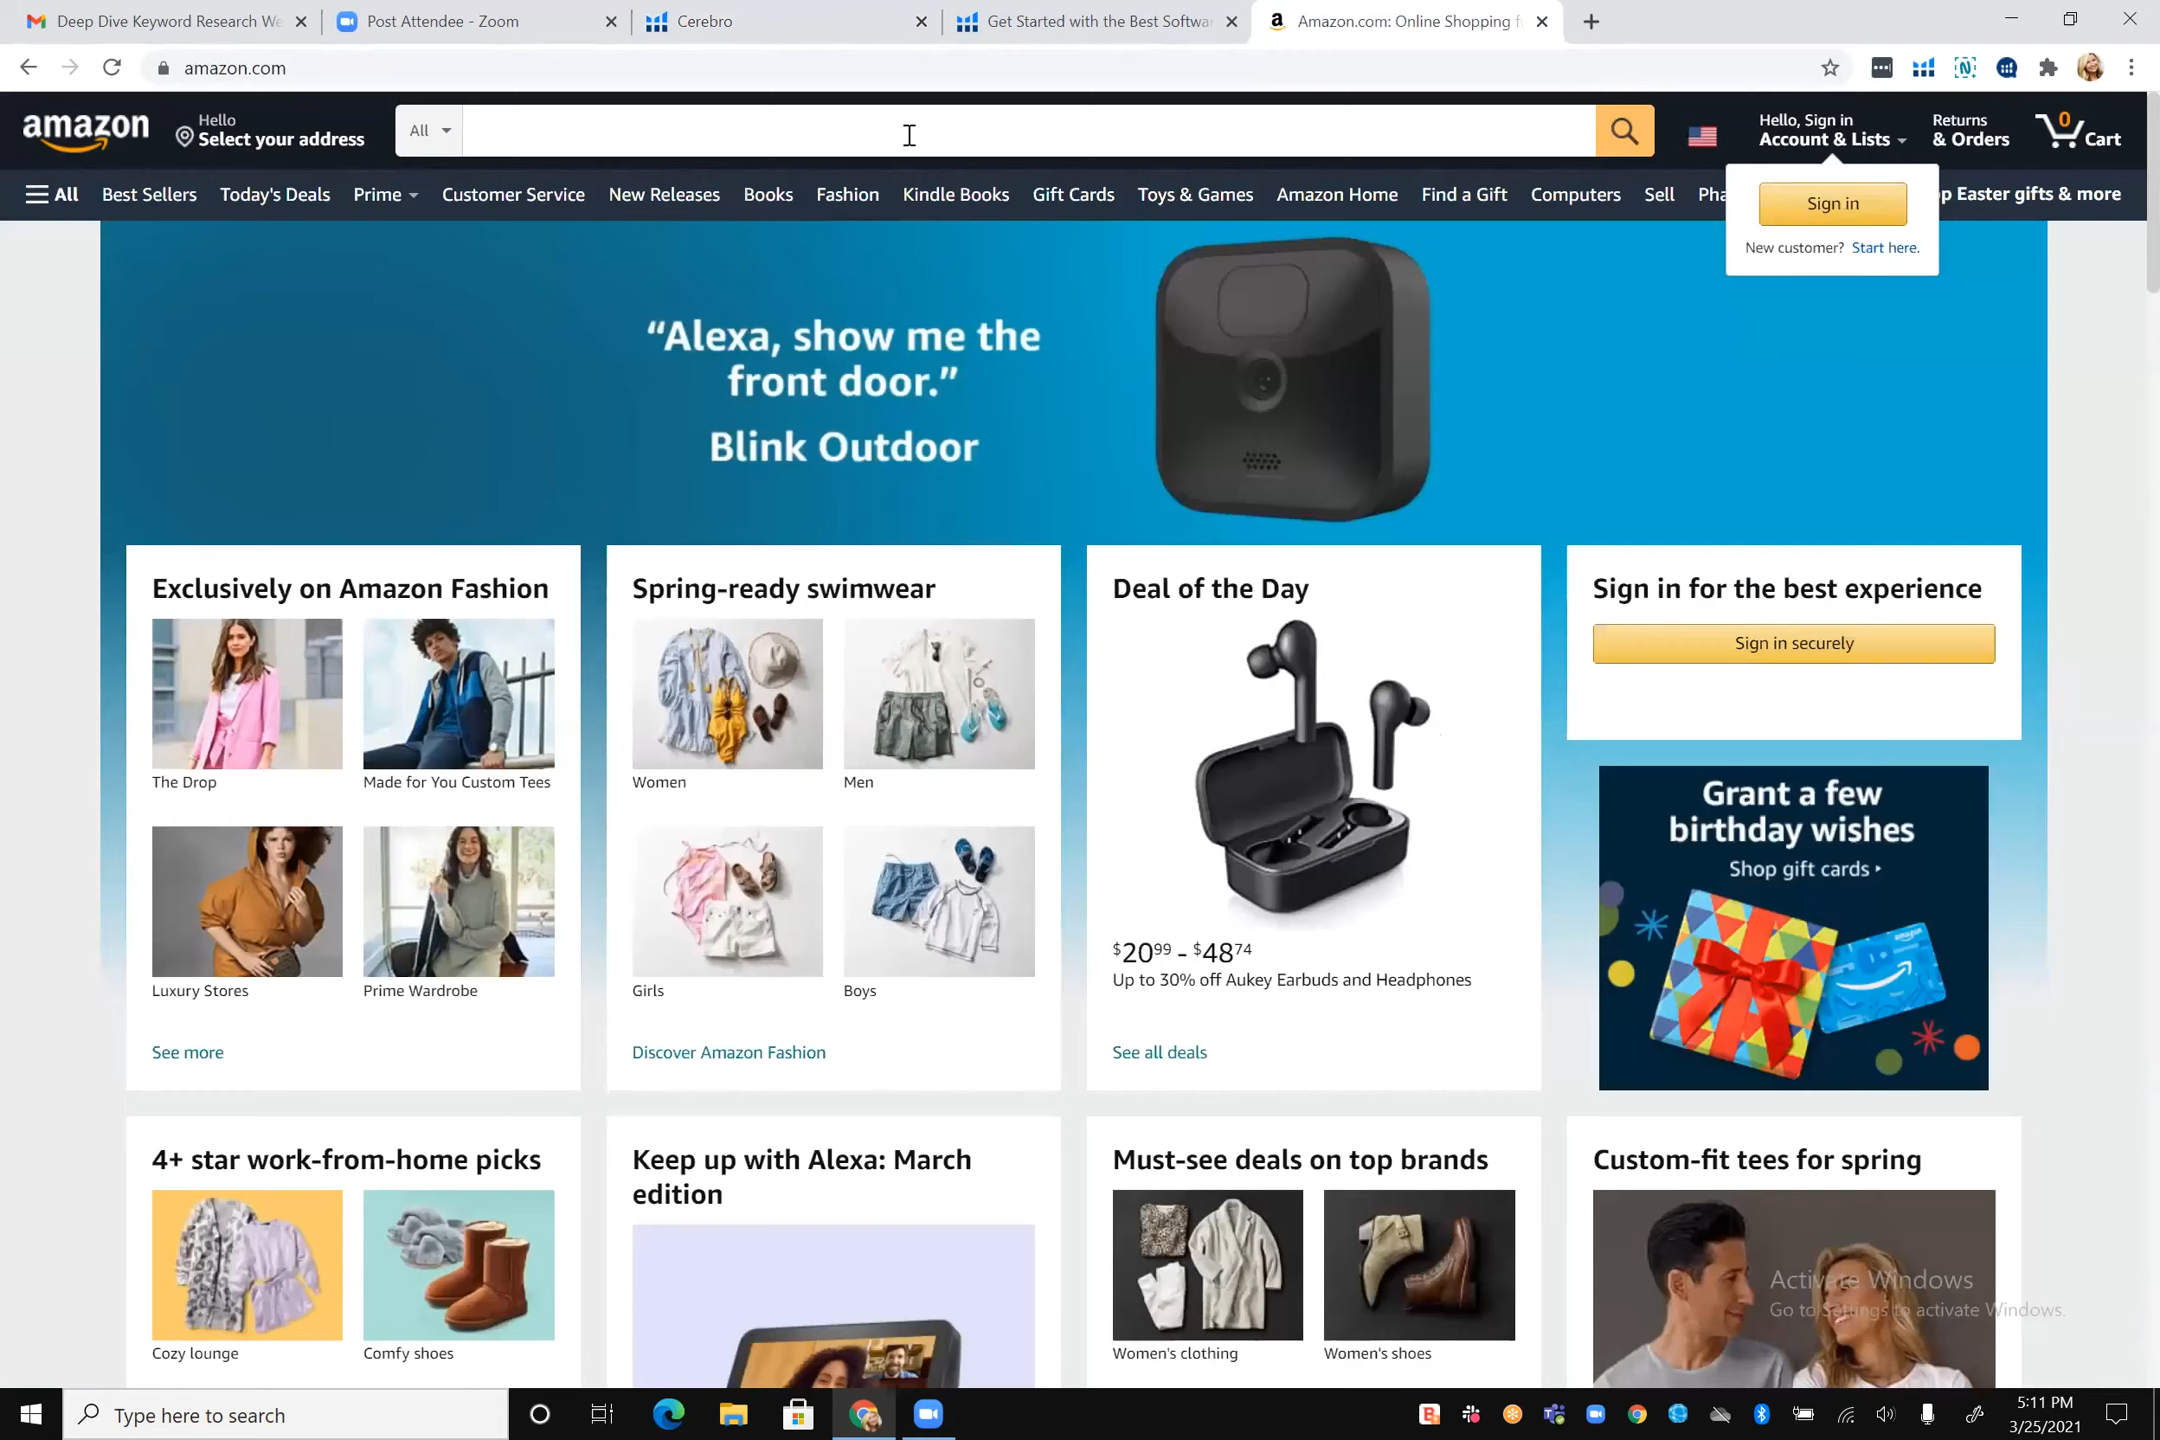 Deep Dive Keyword Research We
Post Attendee - Zoom
Cerebro
Get Started with the Best Softwa
Amazon.com: Online Shopping f
amazon.com
amazon
Hello
Select your address
All
Hello, Sign in
Account & Lists
Returns
& Orders
0
Cart
All
Best Sellers
Today's Deals
Prime
Customer Service
New Releases
Books
Fashion
Kindle Books
Gift Cards
Toys & Games
Amazon Home
Find a Gift
Computers
Sell
Pha
p Easter gifts & more
Sign in
New customer? Start here.
“Alexa, show me the
front door.”
Blink Outdoor
Exclusively on Amazon Fashion
The Drop
Made for You Custom Tees
Luxury Stores
Prime Wardrobe
See more
Spring-ready swimwear
Women
Men
Girls
Boys
Discover Amazon Fashion
Deal of the Day
$20.99 - $48.74
Up to 30% off Aukey Earbuds and Headphones
See all deals
Sign in for the best experience
Sign in securely
Grant a few
birthday wishes
Shop gift cards
4+ star work-from-home picks
Cozy lounge
Comfy shoes
Keep up with Alexa: March
edition
Must-see deals on top brands
Women's clothing
Women's shoes
Custom-fit tees for spring
Activate Windows
Go to Settings to activate Windows.
Type here to search
5:11 PM
3/25/2021